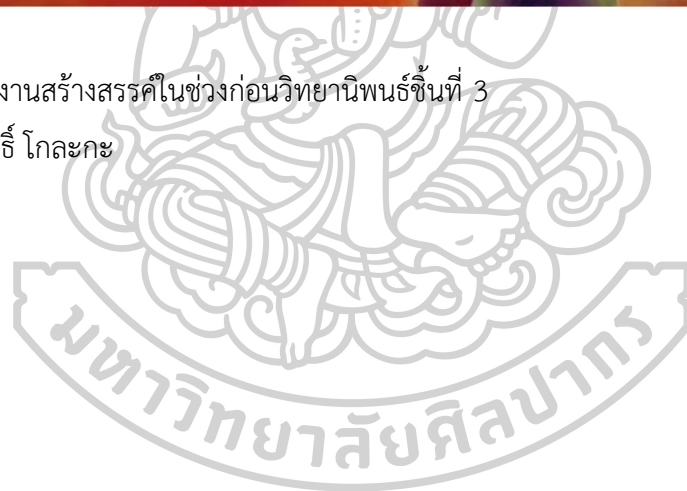 งานสร้างสรรค์ในช่วงก่อนวิทยานิพนธ์ชิ้นที่ 3
ธิ์ โกละกะ
มหาวิทยาลัยศิลปากร